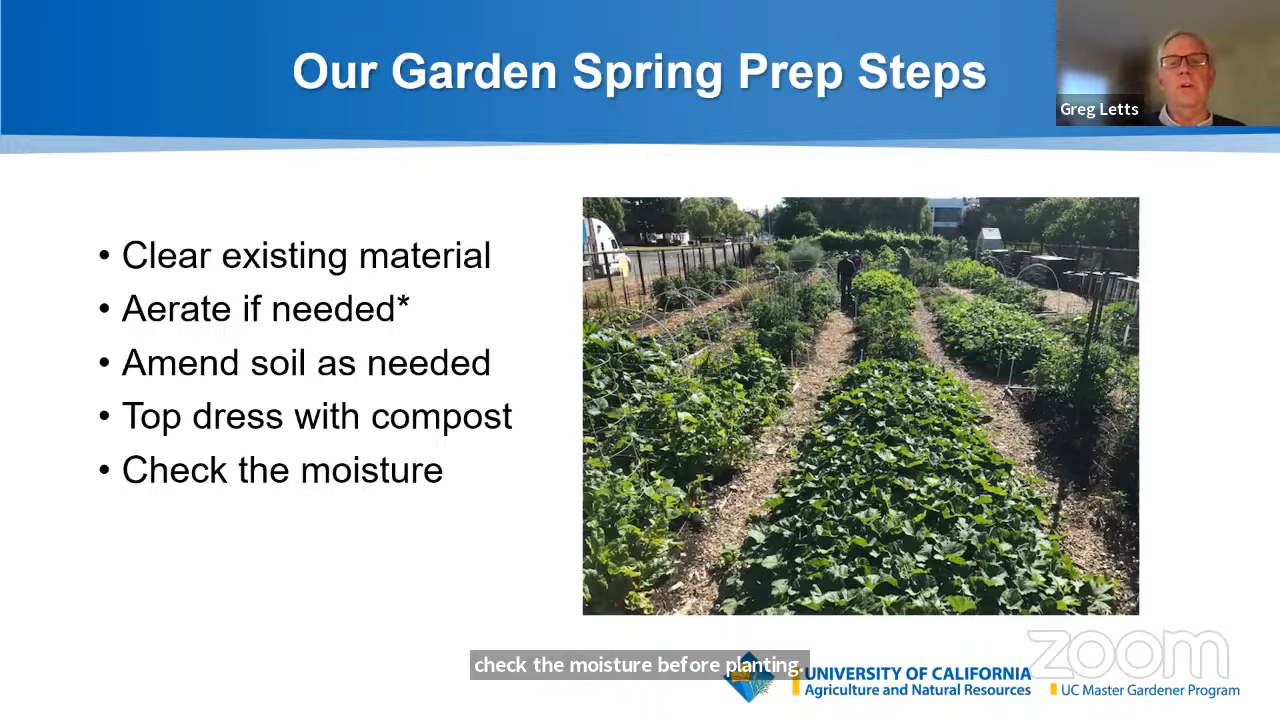 Our Garden Spring Prep Steps
Greg Letts
• Clear existing material
• Aerate if needed*
• Amend soil as needed
• Top dress with compost
• Check the moisture
check the moisture before planting.
zoom
UNIVERSITY OF CALIFORNIA
Agriculture and Natural Resources
UC Master Gardener Program